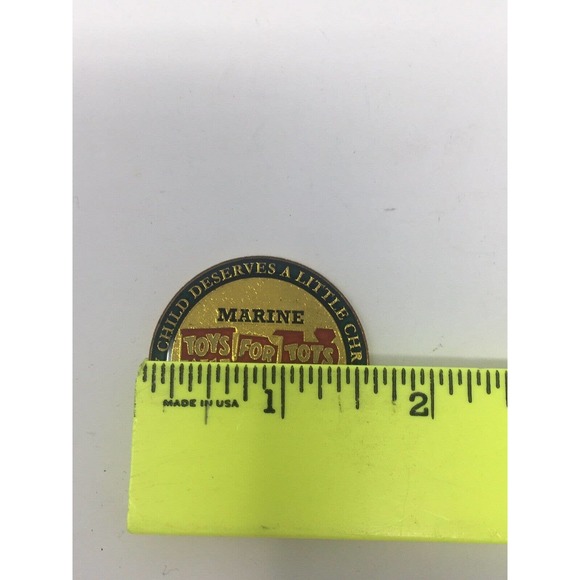 CHILD DESERVES A LITTLE CHR
MARINE
TOYS FOR TOTS
1 2
MADE IN USA